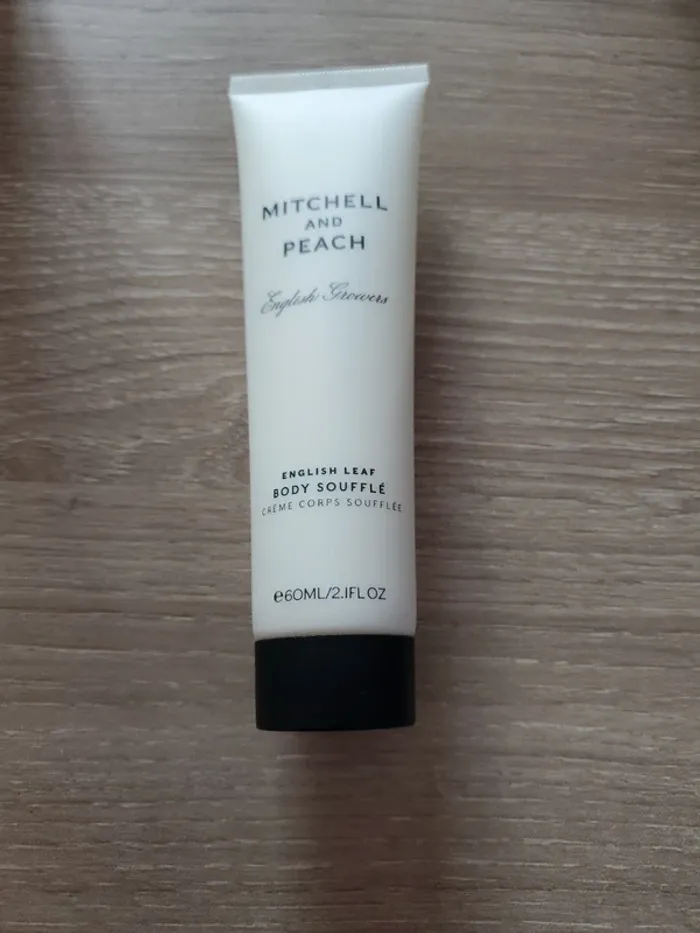 MITCHELL
AND
PEACH
English Growers
ENGLISH LEAF
BODY SOUFFLÉ
CRÈME CORPS SOUFFLÉE
℮60ML/2.1FL OZ